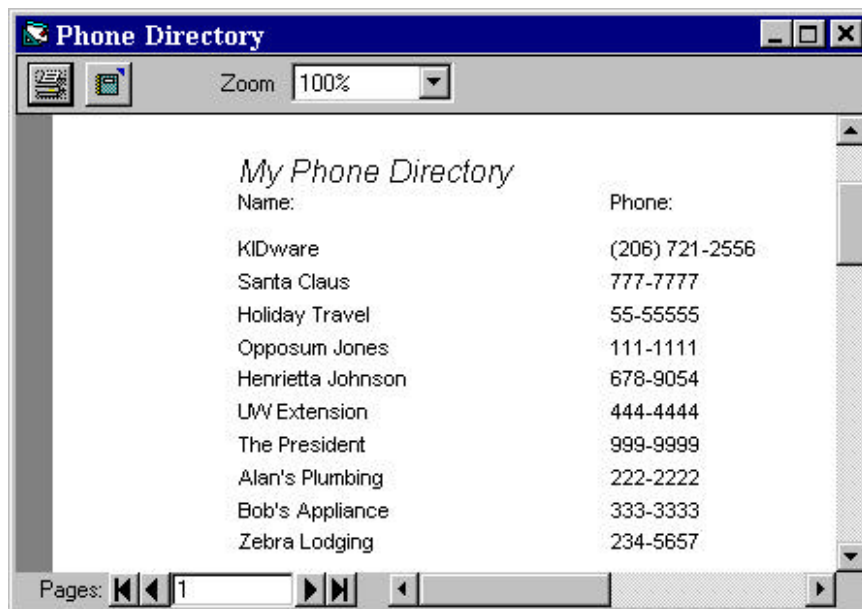 Phone Directory
Zoom 100%
My Phone Directory
Name: Phone:
KIDware (206) 721-2556
Santa Claus 777-7777
Holiday Travel 55-55555
Opposum Jones 111-1111
Henrietta Johnson 678-9054
UW Extension 444-4444
The President 999-9999
Alan's Plumbing 222-2222
Bob's Appliance 333-3333
Zebra Lodging 234-5657
Pages: 1